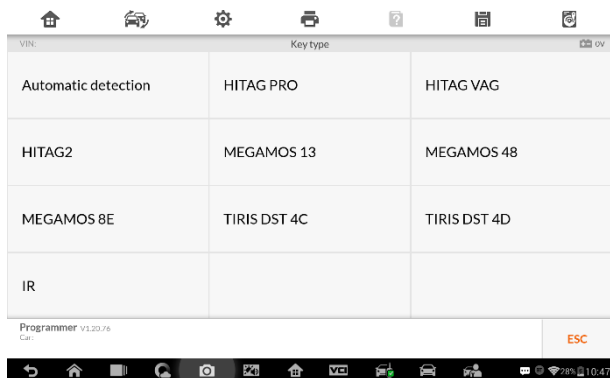 VIN: Key type 0V
Automatic detection HITAG PRO HITAG VAG
HITAG2 MEGAMOS 13 MEGAMOS 48
MEGAMOS 8E TIRIS DST 4C TIRIS DST 4D
IR
Programmer V1.20.76
Car:
ESC
VCI 28% 10:47